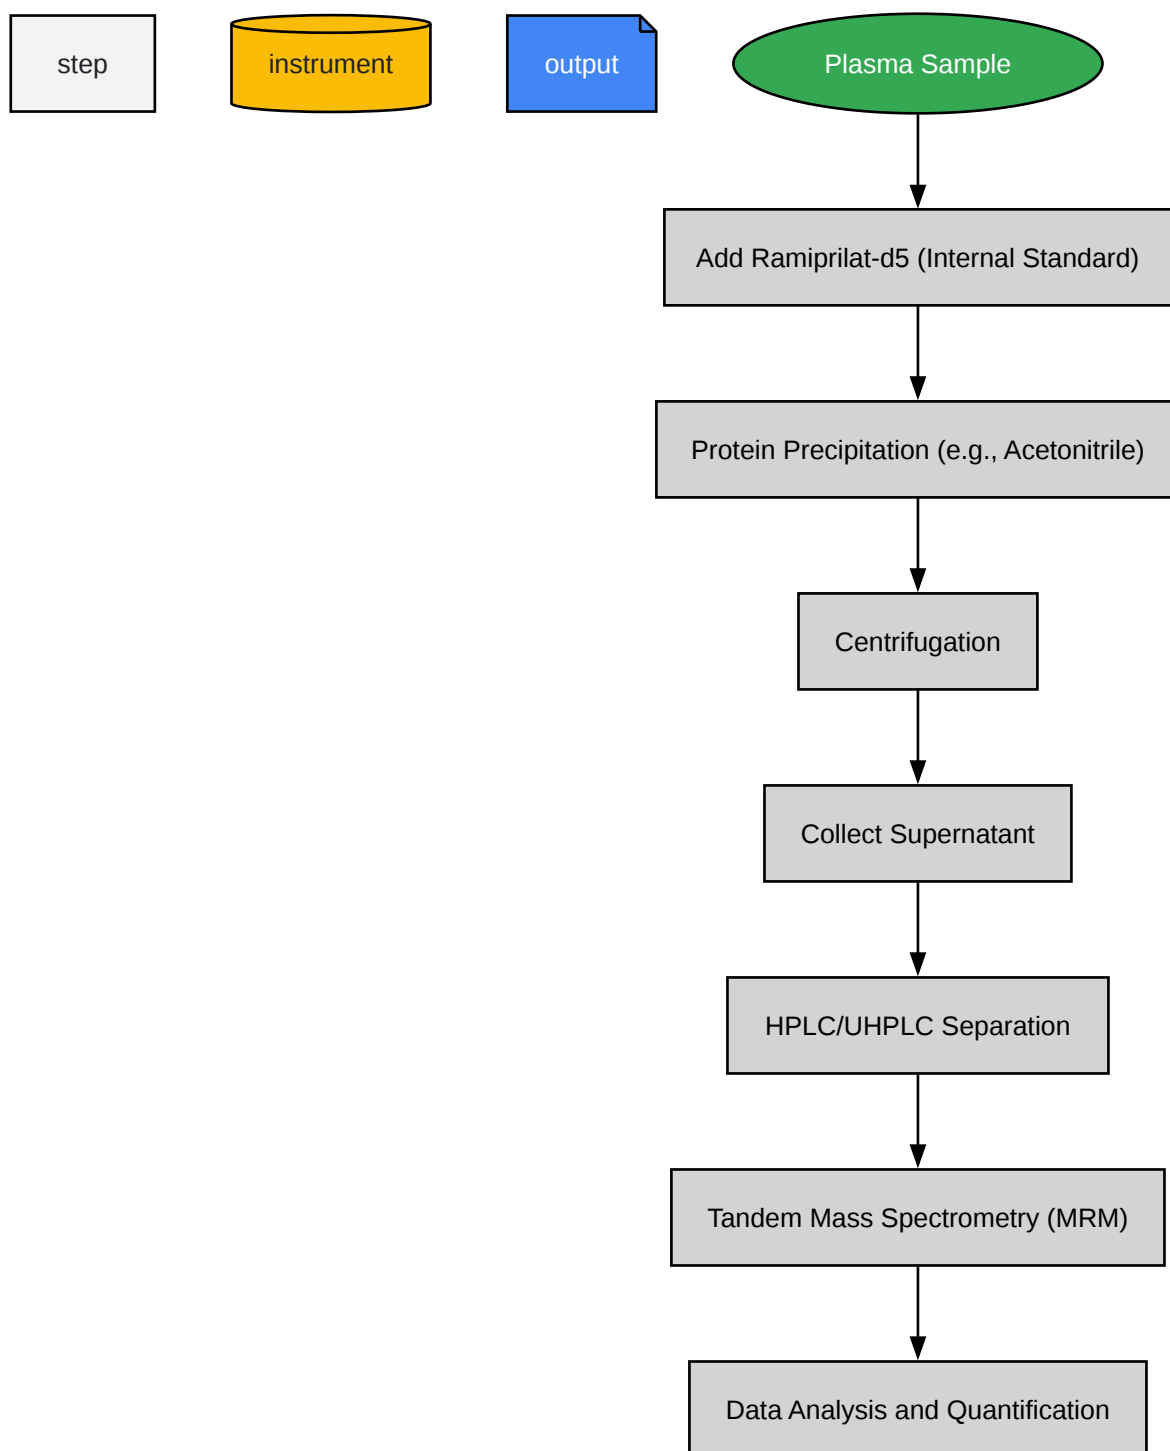 step
instrument
output
Plasma Sample
Add Ramiprilat-d5 (Internal Standard)
Protein Precipitation (e.g., Acetonitrile)
Centrifugation
Collect Supernatant
HPLC/UHPLC Separation
Tandem Mass Spectrometry (MRM)
Data Analysis and Quantification